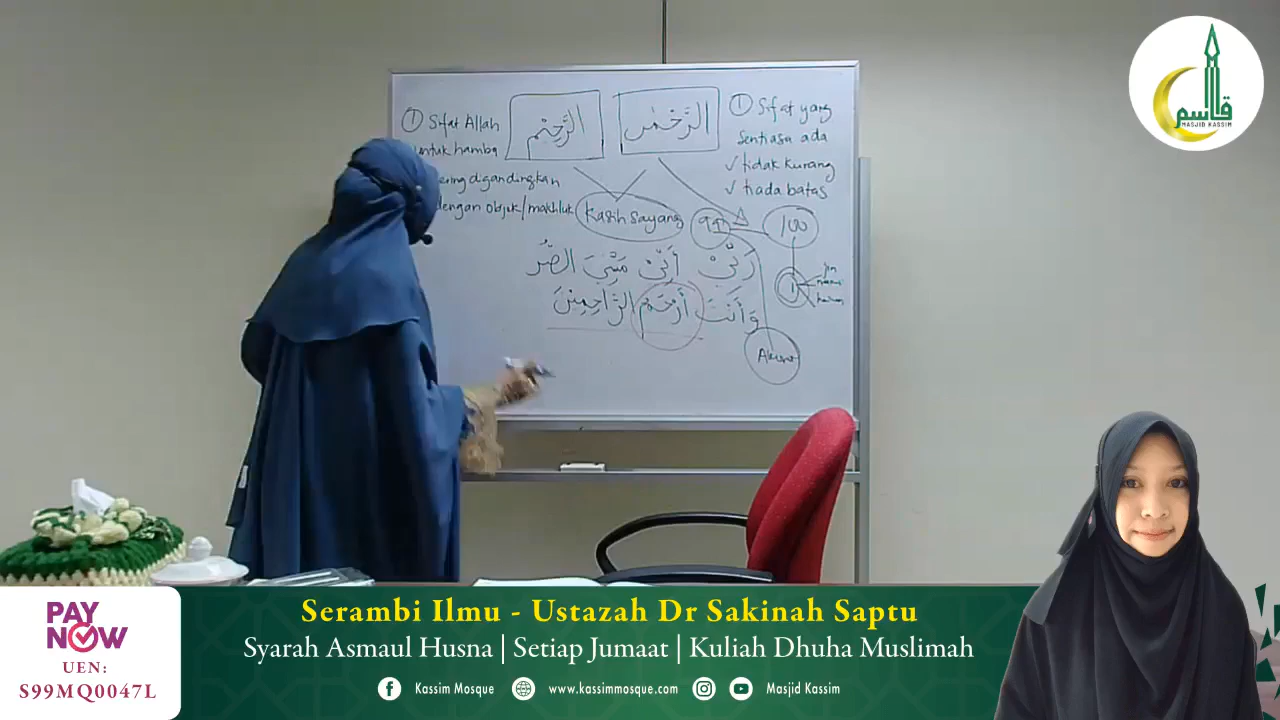 ① Sifat Allah
untuk hamba
sering digandingkan
dengan objek/makhluk
الرَّحِيْم
الرَّحْمٰن
① Sifat yang
sentiasa ada
✓ tidak kurang
✓ tiada batas
Kasih Sayang
99
100
1
رَبِّيْ أَنِّيْ مَسَّنِيَ الضُّر
وَأَنْتَ أَرْحَمُ الرَّاحِمِيْنَ
قاسم
MASJID KASSIM
PAY
NOW
UEN:
S99MQ0047L
Serambi Ilmu - Ustazah Dr Sakinah Saptu
Syarah Asmaul Husna | Setiap Jumaat | Kuliah Dhuha Muslimah
Kassim Mosque
www.kassimmosque.com
Masjid Kassim